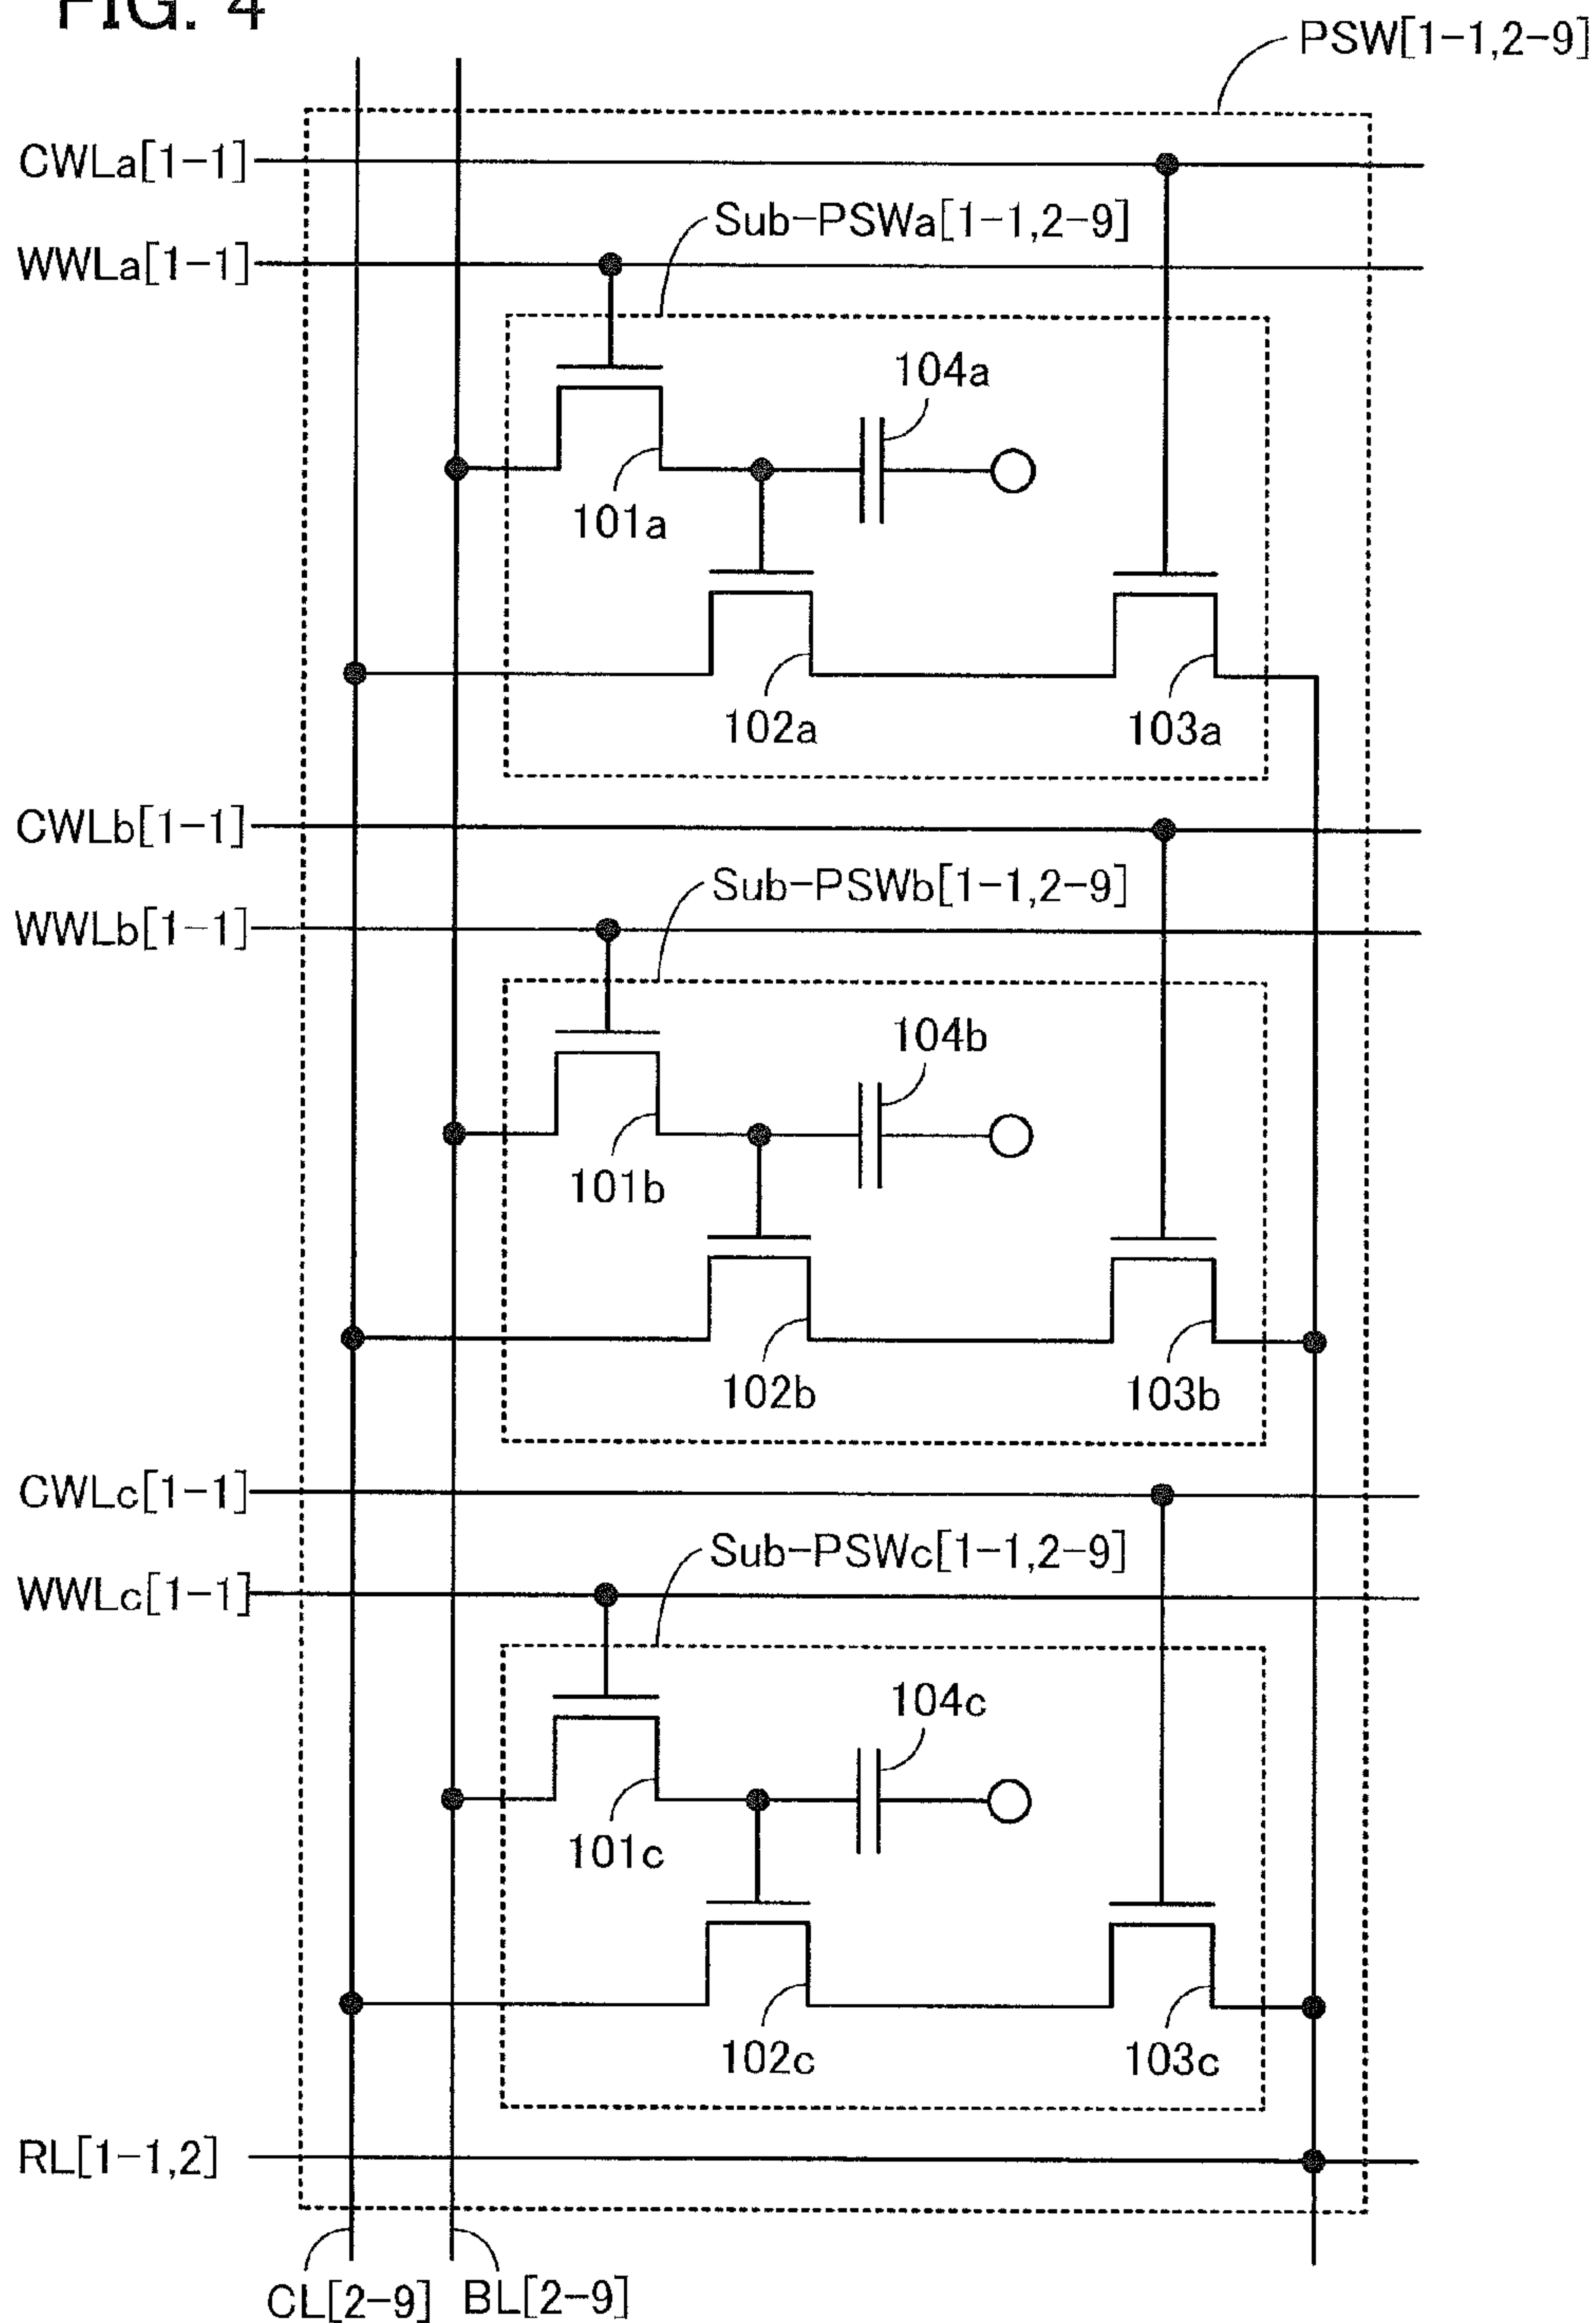 FIG. 4
PSW[1-1,2-9]
CWLa[1-1]
Sub-PSWa[1-1,2-9]
WWLa[1-1]
104a
101a
102a
103a
CWLb[1-1]
Sub-PSWb[1-1,2-9]
WWLb[1-1]
104b
101b
102b
103b
CWLc[1-1]
Sub-PSWc[1-1,2-9]
WWLc[1-1]
104c
101c
102c
103c
RL[1-1,2]
CL[2-9]
BL[2-9]